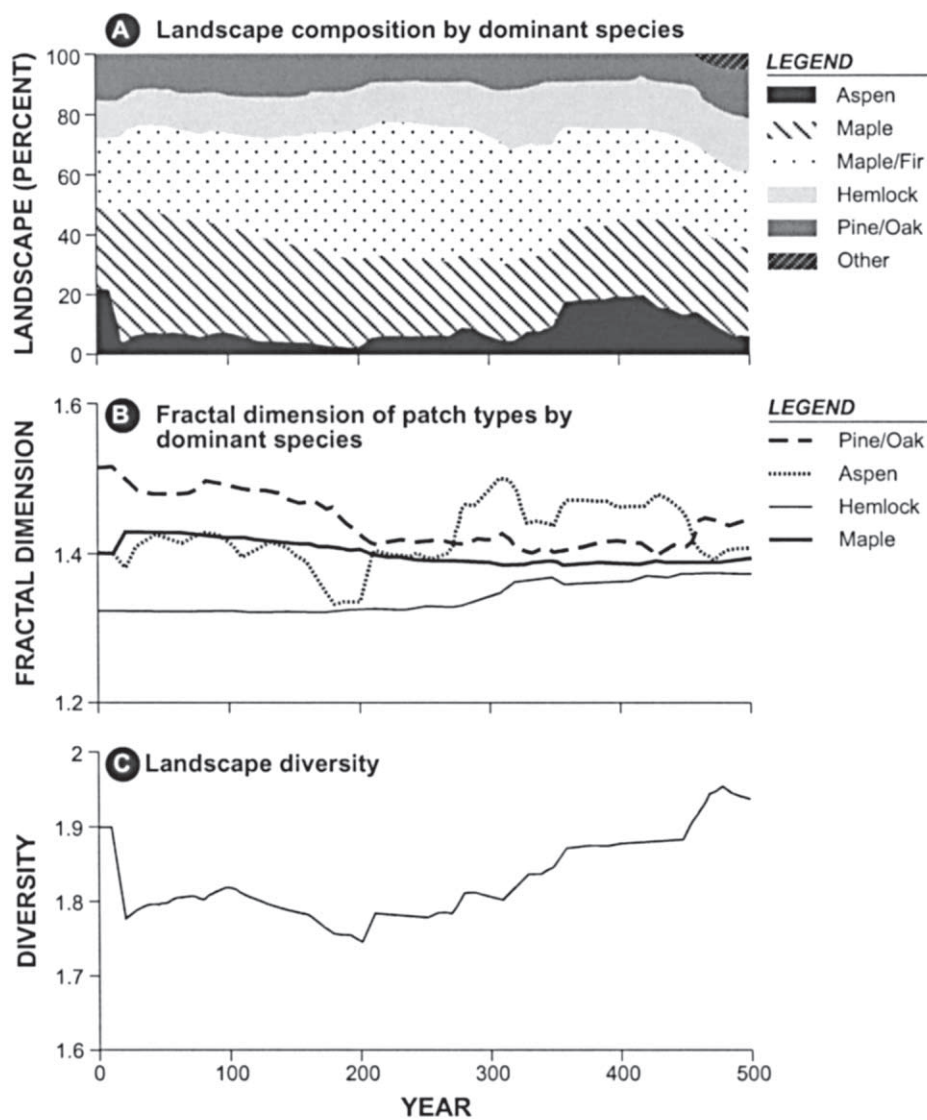 A Landscape composition by dominant species
100
80
60
40
20
0
LANDSCAPE (PERCENT)
LEGEND
Aspen
Maple
Maple/Fir
Hemlock
Pine/Oak
Other
B Fractal dimension of patch types by
dominant species
1.6
1.4
1.2
FRACTAL DIMENSION
LEGEND
Pine/Oak
Aspen
Hemlock
Maple
C Landscape diversity
2
1.9
1.8
1.7
1.6
DIVERSITY
0 100 200 300 400 500
YEAR